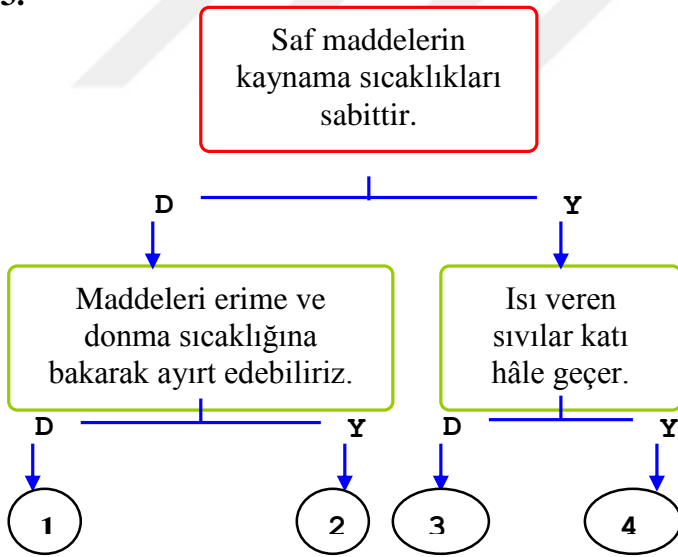 Saf maddelerin
kaynama sıcaklıkları
sabittir.
D
Y
Maddeleri erime ve
donma sıcaklığına
bakarak ayırt edebiliriz.
Isı veren
sıvılar katı
hâle geçer.
D
Y
D
Y
1
2
3
4